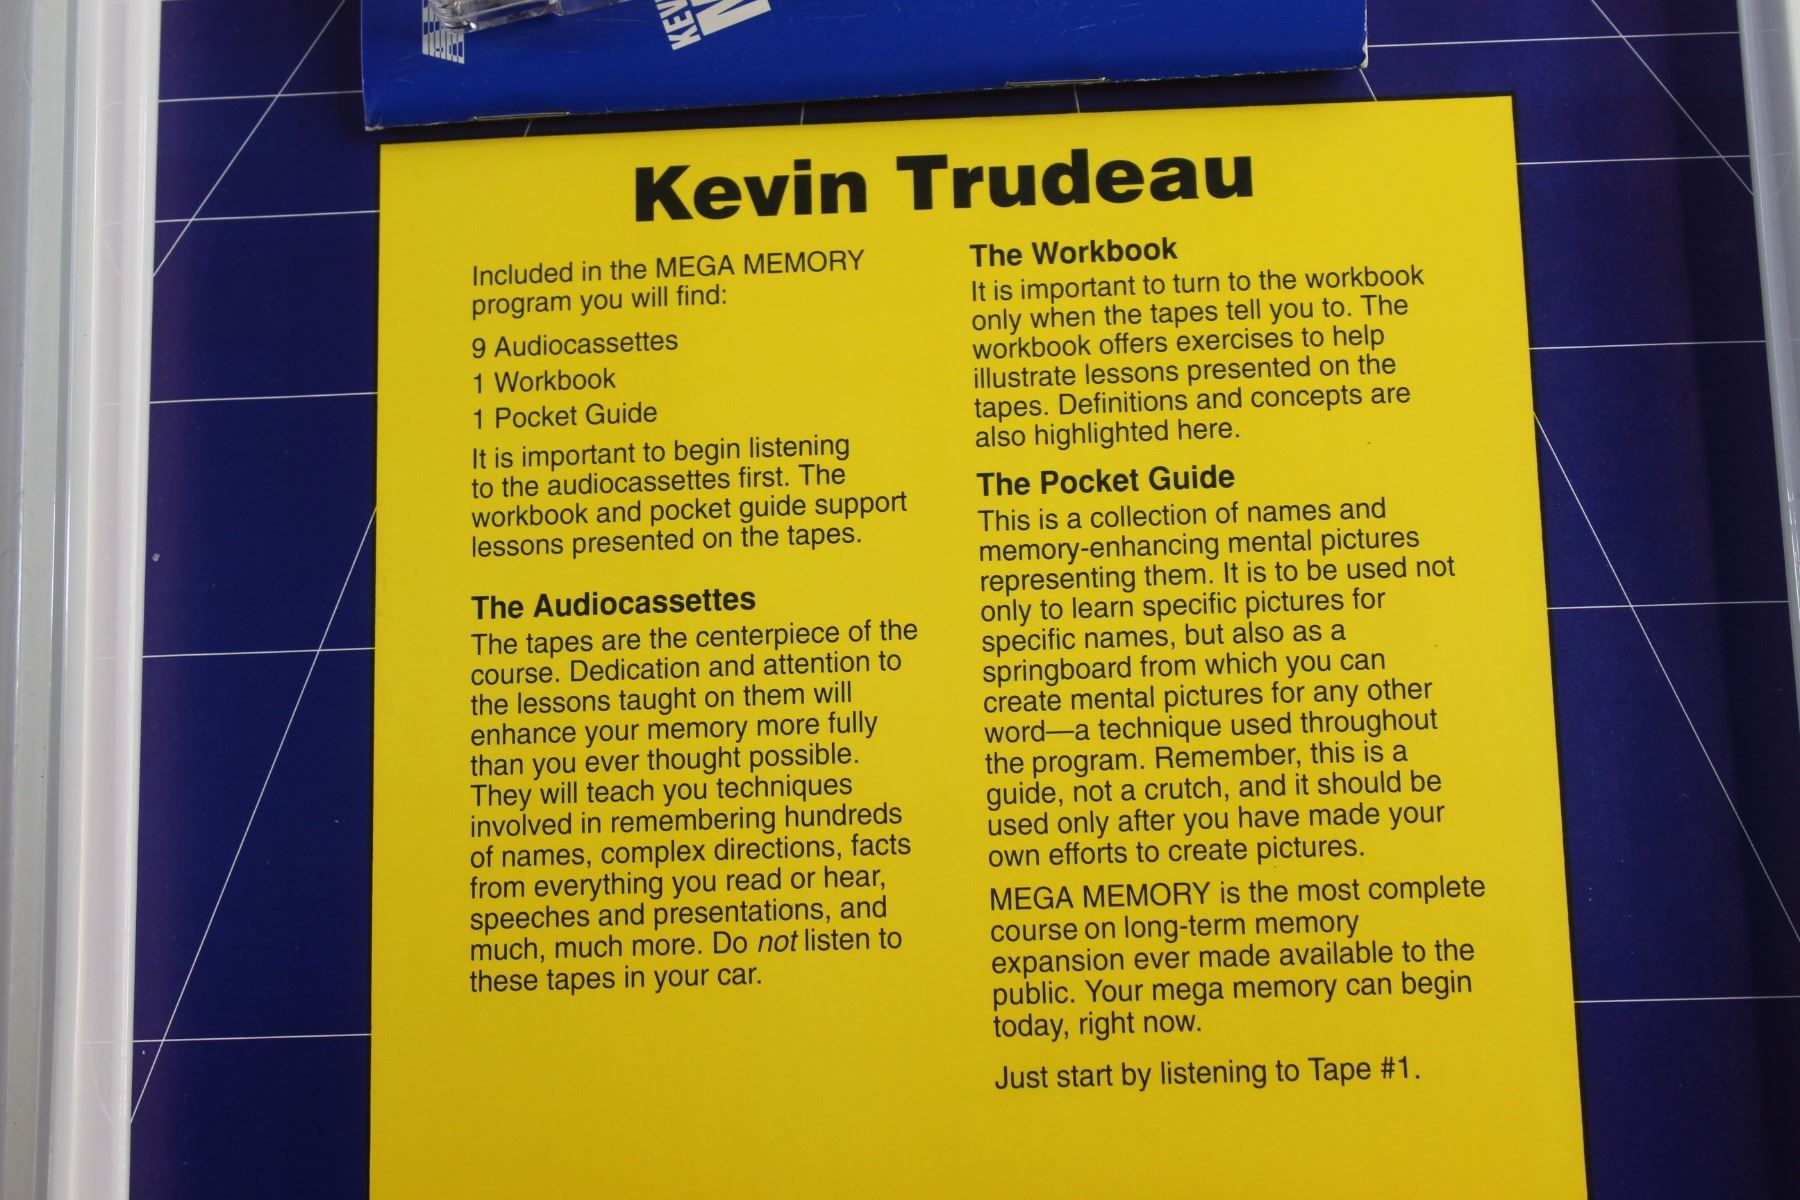 KEV
M
Kevin Trudeau
Included in the MEGA MEMORY
program you will find:
9 Audiocassettes
1 Workbook
1 Pocket Guide
It is important to begin listening
to the audiocassettes first. The
workbook and pocket guide support
lessons presented on the tapes.
The Audiocassettes
The tapes are the centerpiece of the
course. Dedication and attention to
the lessons taught on them will
enhance your memory more fully
than you ever thought possible.
They will teach you techniques
involved in remembering hundreds
of names, complex directions, facts
from everything you read or hear,
speeches and presentations, and
much, much more. Do not listen to
these tapes in your car.
The Workbook
It is important to turn to the workbook
only when the tapes tell you to. The
workbook offers exercises to help
illustrate lessons presented on the
tapes. Definitions and concepts are
also highlighted here.
The Pocket Guide
This is a collection of names and
memory-enhancing mental pictures
representing them. It is to be used not
only to learn specific pictures for
specific names, but also as a
springboard from which you can
create mental pictures for any other
word—a technique used throughout
the program. Remember, this is a
guide, not a crutch, and it should be
used only after you have made your
own efforts to create pictures.
MEGA MEMORY is the most complete
course on long-term memory
expansion ever made available to the
public. Your mega memory can begin
today, right now.
Just start by listening to Tape #1.